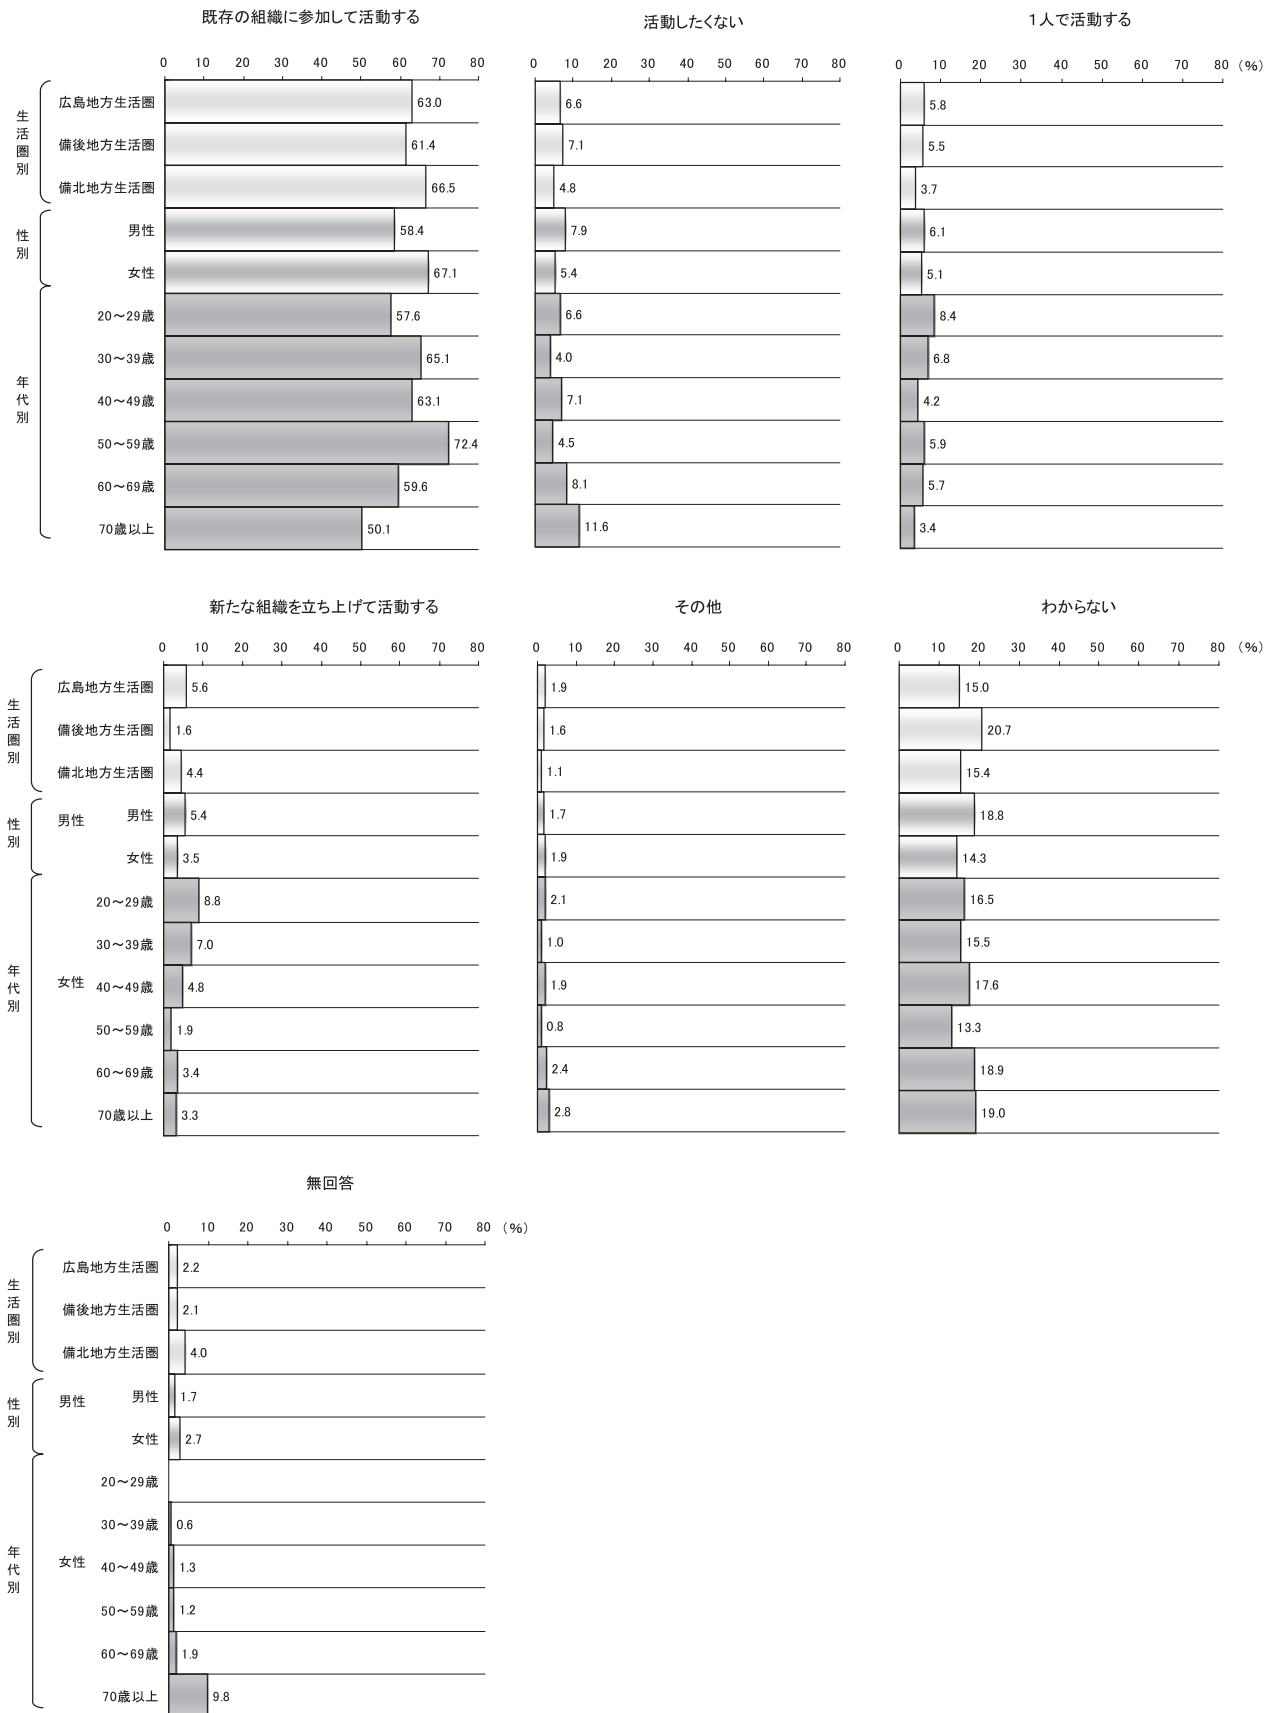 既存の組織に参加して活動する
活動したくない
1人で活動する
0 10 20 30 40 50 60 70 80
0 10 20 30 40 50 60 70 80
0 10 20 30 40 50 60 70 80 (%)
生活圏別
広島地方生活圏 63.0 6.6 5.8
備後地方生活圏 61.4 7.1 5.5
備北地方生活圏 66.5 4.8 3.7
性別
男性 58.4 7.9 6.1
女性 67.1 5.4 5.1
年代別
20～29歳 57.6 6.6 8.4
30～39歳 65.1 4.0 6.8
40～49歳 63.1 7.1 4.2
50～59歳 72.4 4.5 5.9
60～69歳 59.6 8.1 5.7
70歳以上 50.1 11.6 3.4
新たな組織を立ち上げて活動する
その他
わからない
0 10 20 30 40 50 60 70 80
0 10 20 30 40 50 60 70 80
0 10 20 30 40 50 60 70 80 (%)
生活圏別
広島地方生活圏 5.6 1.9 15.0
備後地方生活圏 1.6 1.6 20.7
備北地方生活圏 4.4 1.1 15.4
性別
男性 男性 5.4 1.7 18.8
女性 3.5 1.9 14.3
年代別
20～29歳 8.8 2.1 16.5
30～39歳 7.0 1.0 15.5
女性 40～49歳 4.8 1.9 17.6
50～59歳 1.9 0.8 13.3
60～69歳 3.4 2.4 18.9
70歳以上 3.3 2.8 19.0
無回答
0 10 20 30 40 50 60 70 80 (%)
生活圏別
広島地方生活圏 2.2
備後地方生活圏 2.1
備北地方生活圏 4.0
性別
男性 男性 1.7
女性 2.7
年代別
20～29歳
30～39歳 0.6
女性 40～49歳 1.3
50～59歳 1.2
60～69歳 1.9
70歳以上 9.8